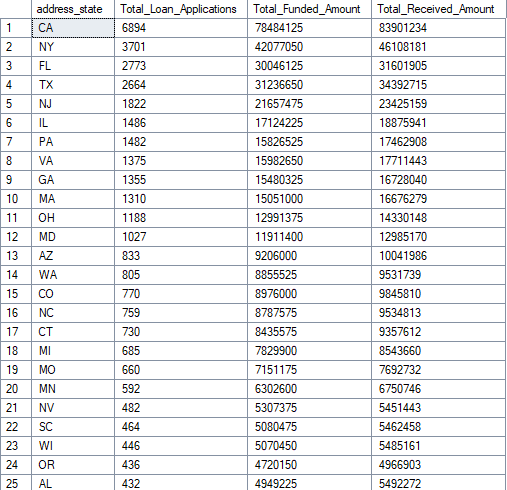 address_state Total_Loan_Applications Total_Funded_Amount Total_Received_Amount
1 CA 6894 78484125 83901234
2 NY 3701 42077050 46108181
3 FL 2773 30046125 31601905
4 TX 2664 31236650 34392715
5 NJ 1822 21657475 23425159
6 IL 1486 17124225 18875941
7 PA 1482 15826525 17462908
8 VA 1375 15982650 17711443
9 GA 1355 15480325 16728040
10 MA 1310 15051000 16676279
11 OH 1188 12991375 14330148
12 MD 1027 11911400 12985170
13 AZ 833 9206000 10041986
14 WA 805 8855525 9531739
15 CO 770 8976000 9845810
16 NC 759 8787575 9534813
17 CT 730 8435575 9357612
18 MI 685 7829900 8543660
19 MO 660 7151175 7692732
20 MN 592 6302600 6750746
21 NV 482 5307375 5451443
22 SC 464 5080475 5462458
23 WI 446 5070450 5485161
24 OR 436 4720150 4966903
25 AL 432 4949225 5492272